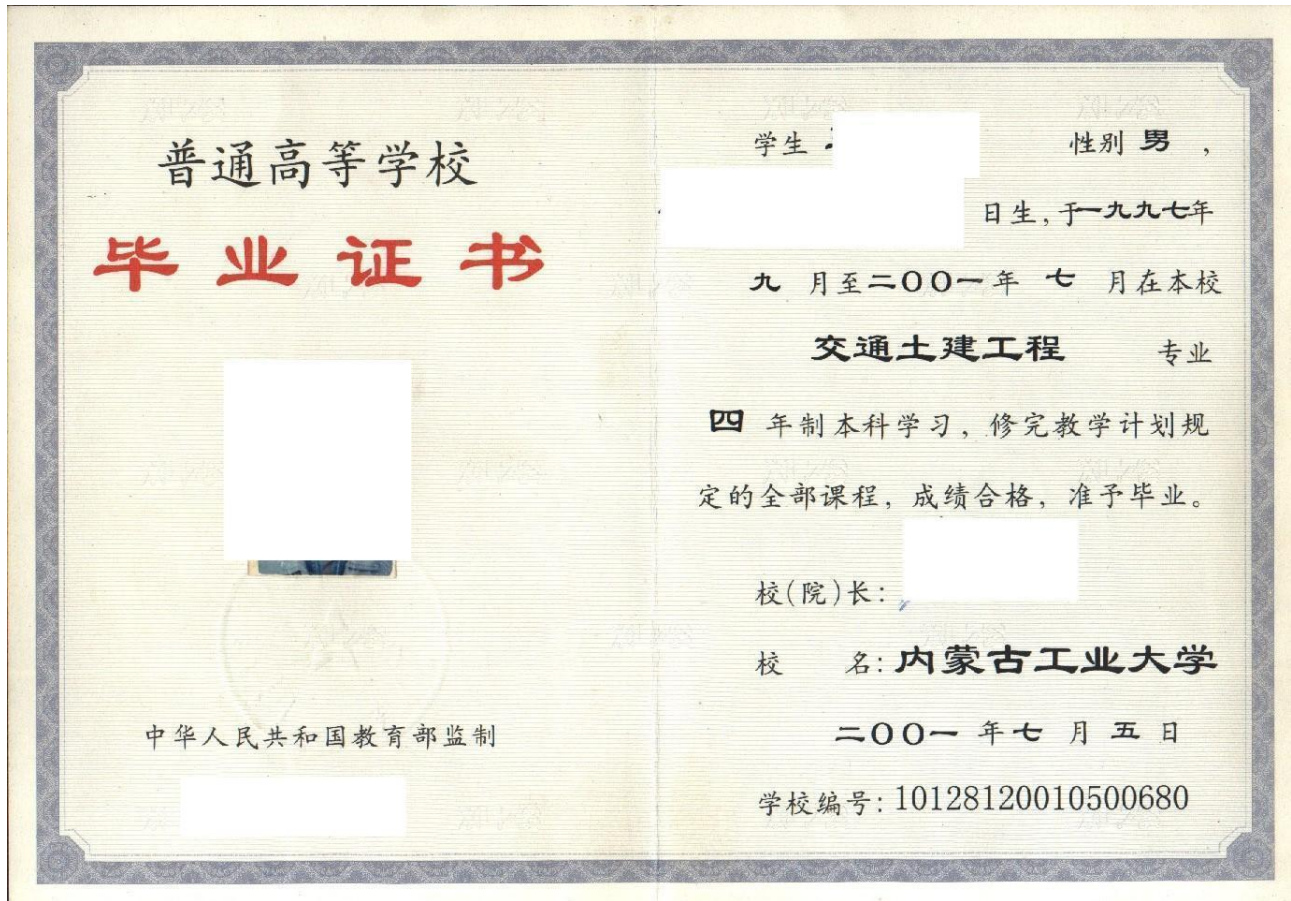 普通高等学校
毕业证书
中华人民共和国教育部监制
学生 性别 男 ,
日生,于一九九七年
九 月至二〇〇一年 七 月在本校
交通土建工程 专业
四 年制本科学习, 修完教学计划规
定的全部课程, 成绩合格, 准予毕业。
校(院)长:
校 名: 内蒙古工业大学
二〇〇一 年 七 月 五 日
学校编号: 101281200105006​80